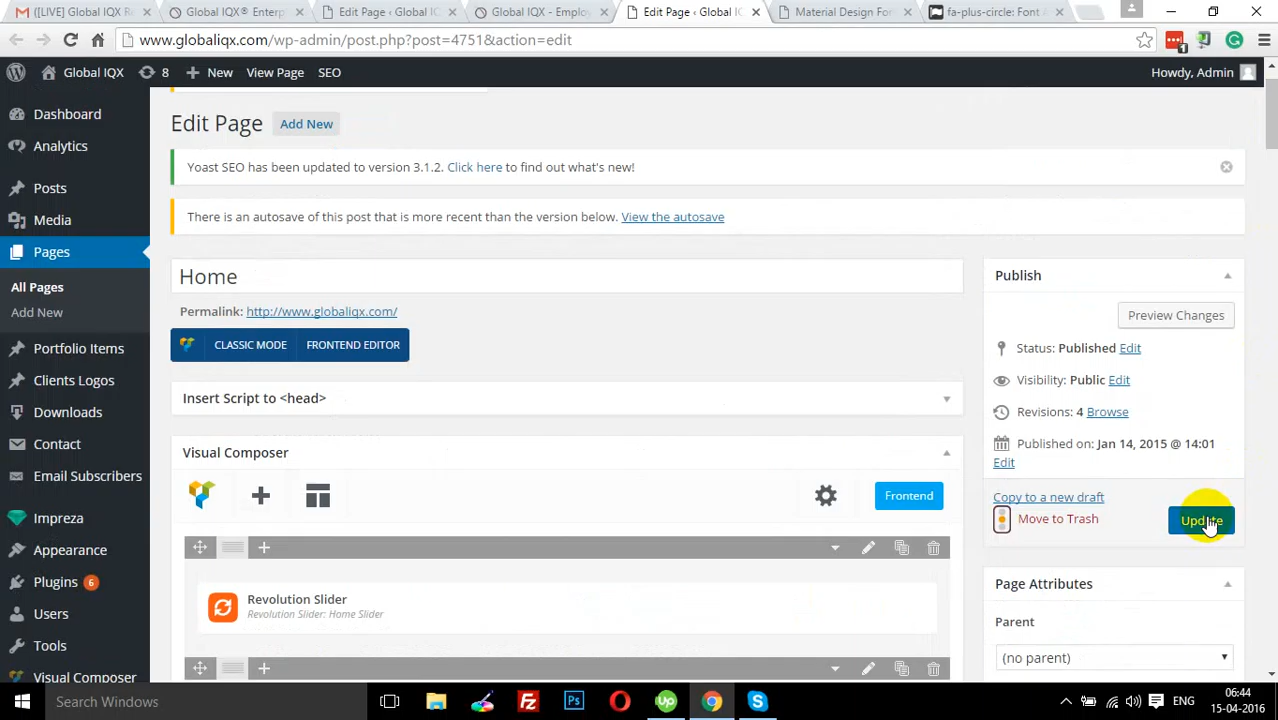 ([LIVE] Global IQX R
Global IQX® Enterp
Edit Page ‹ Global IQ
Global IQX - Employ
Edit Page ‹ Global IQ
Material Design For
fa-plus-circle: Font A
www.globaliqx.com/wp-admin/post.php?post=4751&action=edit
Global IQX
8
New
View Page
SEO
Howdy, Admin
Dashboard
Analytics
Posts
Media
Pages
All Pages
Add New
Portfolio Items
Clients Logos
Downloads
Contact
Email Subscribers
Impreza
Appearance
Plugins 6
Users
Tools
Visual Composer
Edit Page Add New
Yoast SEO has been updated to version 3.1.2. Click here to find out what's new!
There is an autosave of this post that is more recent than the version below. View the autosave
Home
Permalink: http://www.globaliqx.com/
CLASSIC MODE FRONTEND EDITOR
Insert Script to <head>
Visual Composer
Frontend
Revolution Slider
Revolution Slider: Home Slider
Publish
Preview Changes
Status: Published Edit
Visibility: Public Edit
Revisions: 4 Browse
Published on: Jan 14, 2015 @ 14:01
Edit
Copy to a new draft
Move to Trash
Update
Page Attributes
Parent
(no parent)
Search Windows
ENG
06:44
15-04-2016